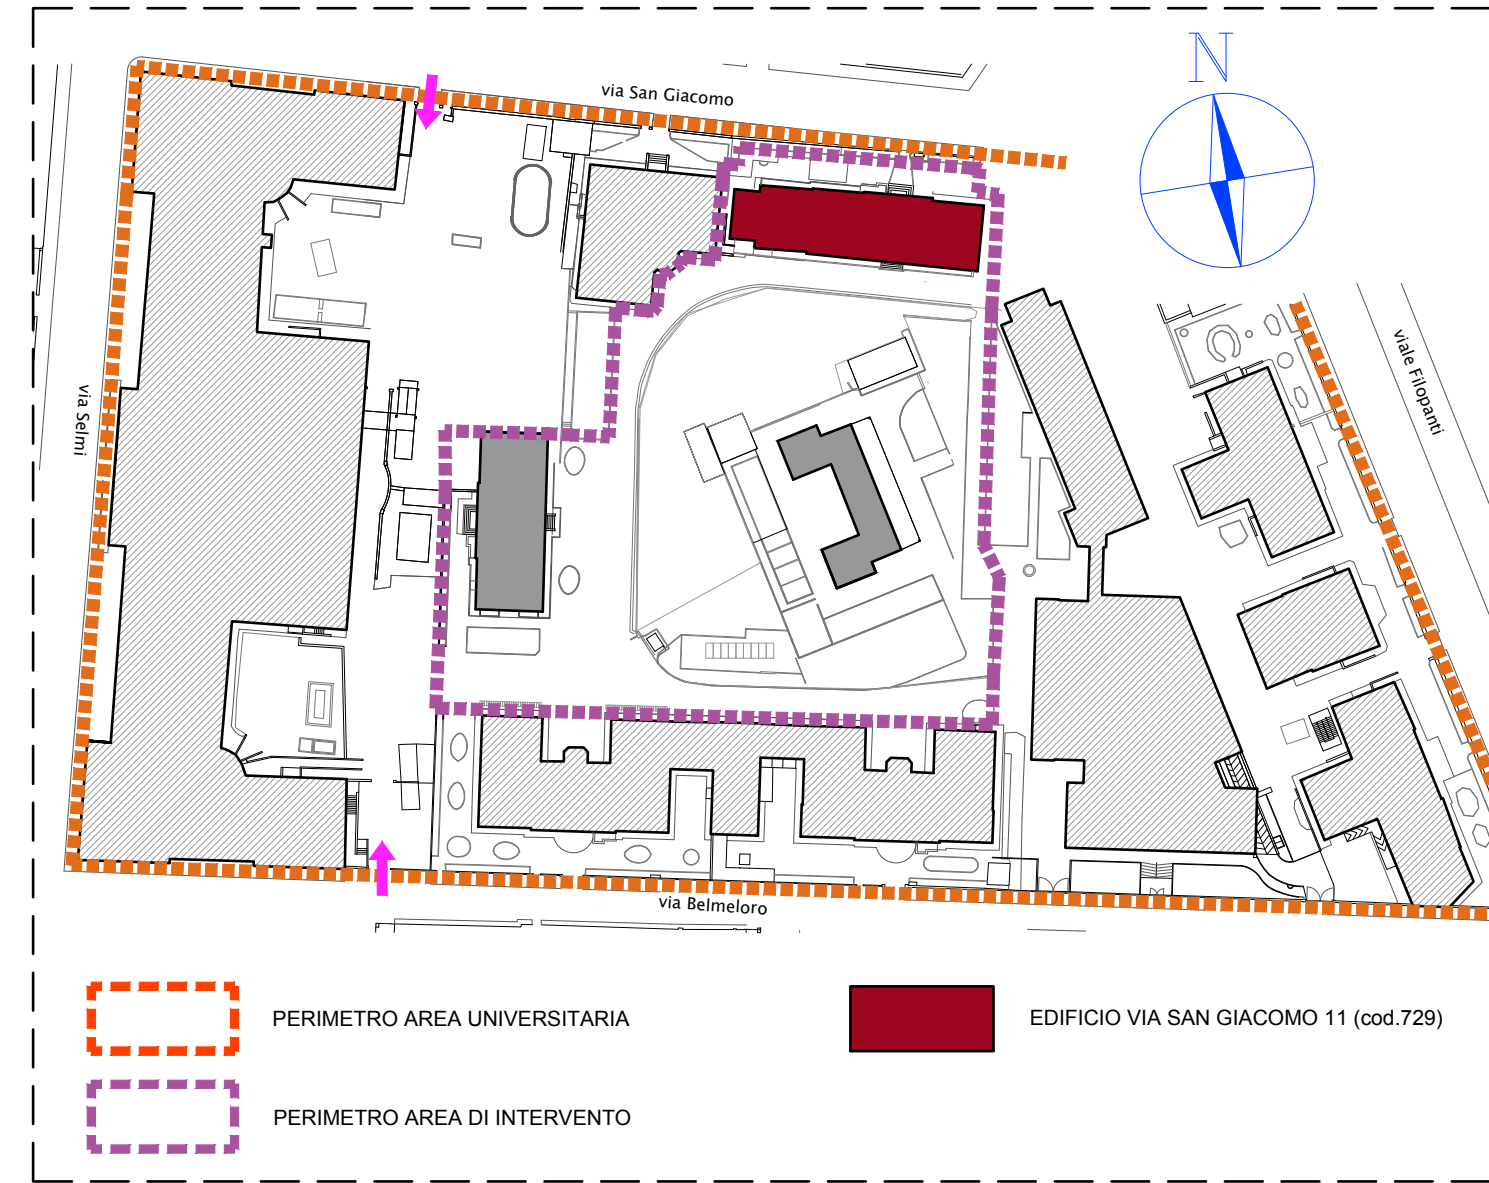 N
via San Giacomo
via Selmi
viale Filopanti
via Belmeloro
PERIMETRO AREA UNIVERSITARIA
EDIFICIO VIA SAN GIACOMO 11 (cod.729)
PERIMETRO AREA DI INTERVENTO